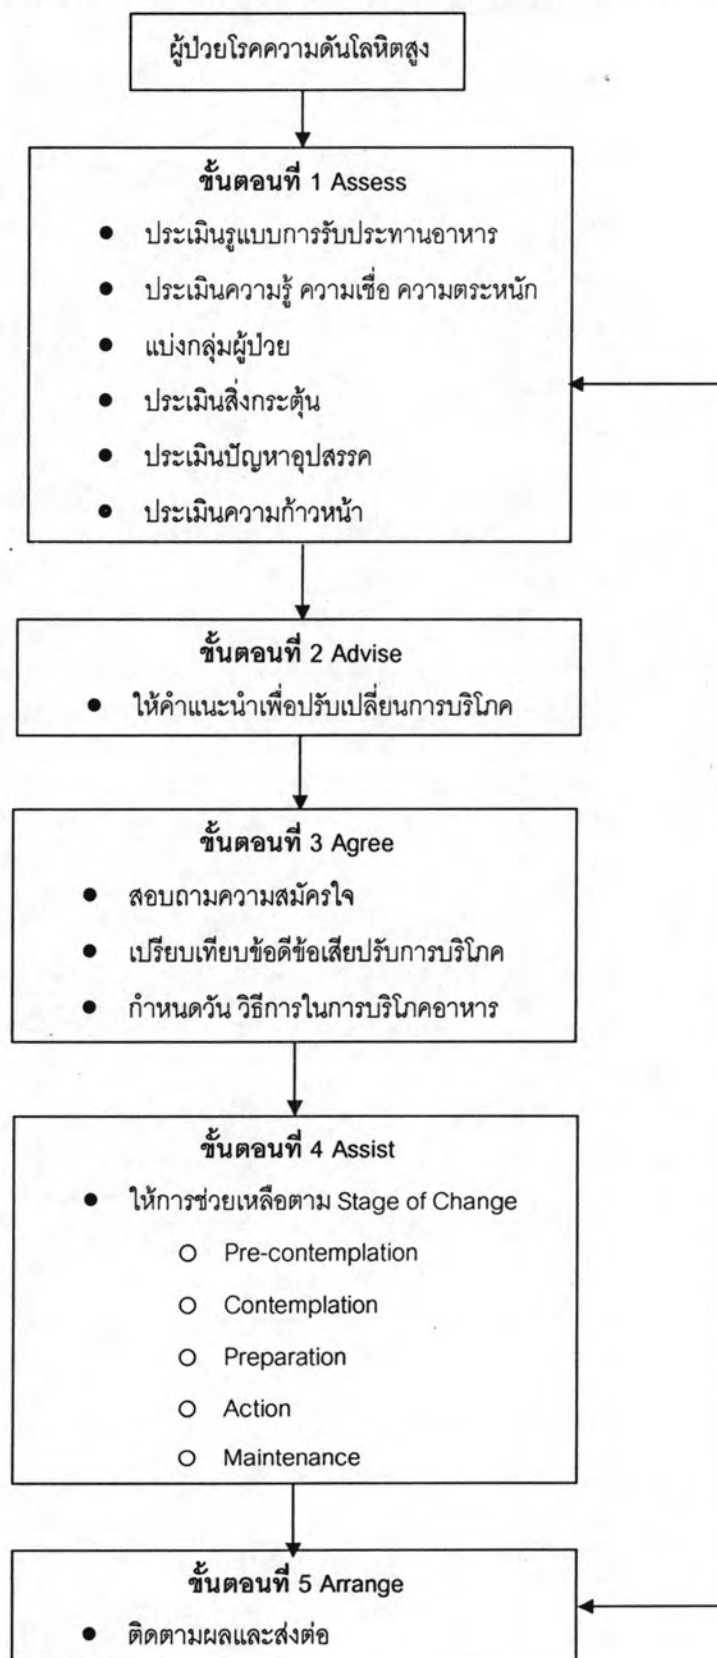 ผู้ป่วยโรคความดันโลหิตสูง
ขั้นตอนที่ 1 Assess
● ประเมินรูแบบการรับประทานอาหาร
● ประเมินความรู้ ความเชื่อ ความตระหนัก
● แบ่งกลุ่มผู้ป่วย
● ประเมินสิ่งกระตุ้น
● ประเมินปัญหาอุปสรรค
● ประเมินความก้าวหน้า
ขั้นตอนที่ 2 Advise
● ให้คำแนะนำเพื่อปรับเปลี่ยนการบริโภค
ขั้นตอนที่ 3 Agree
● สอบถามความสมัครใจ
● เปรียบเทียบข้อดีข้อเสียปรับการบริโภค
● กำหนดวัน วิธีการในการบริโภคอาหาร
ขั้นตอนที่ 4 Assist
● ให้การช่วยเหลือตาม Stage of Change
○ Pre-contemplation
○ Contemplation
○ Preparation
○ Action
○ Maintenance
ขั้นตอนที่ 5 Arrange
● ติดตามผลและส่งต่อ